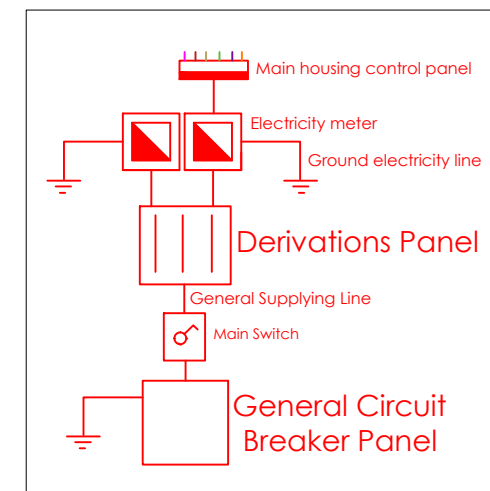 Main housing control panel
Electricity meter
Ground electricity line
Derivations Panel
General Supplying Line
Main Switch
General Circuit
Breaker Panel